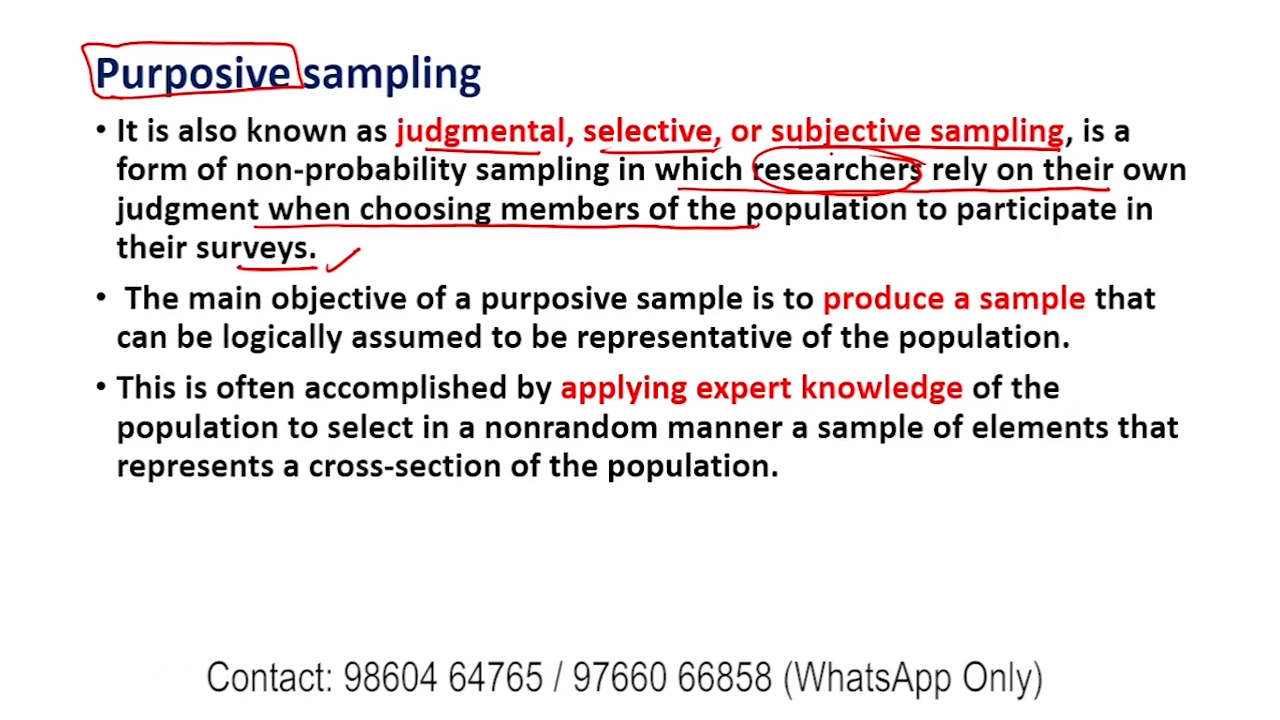 Purposive sampling
• It is also known as judgmental, selective, or subjective sampling, is a
form of non-probability sampling in which researchers rely on their own
judgment when choosing members of the population to participate in
their surveys.
• The main objective of a purposive sample is to produce a sample that
can be logically assumed to be representative of the population.
• This is often accomplished by applying expert knowledge of the
population to select in a nonrandom manner a sample of elements that
represents a cross-section of the population.
Contact: 98604 64765 / 97660 66858 (WhatsApp Only)